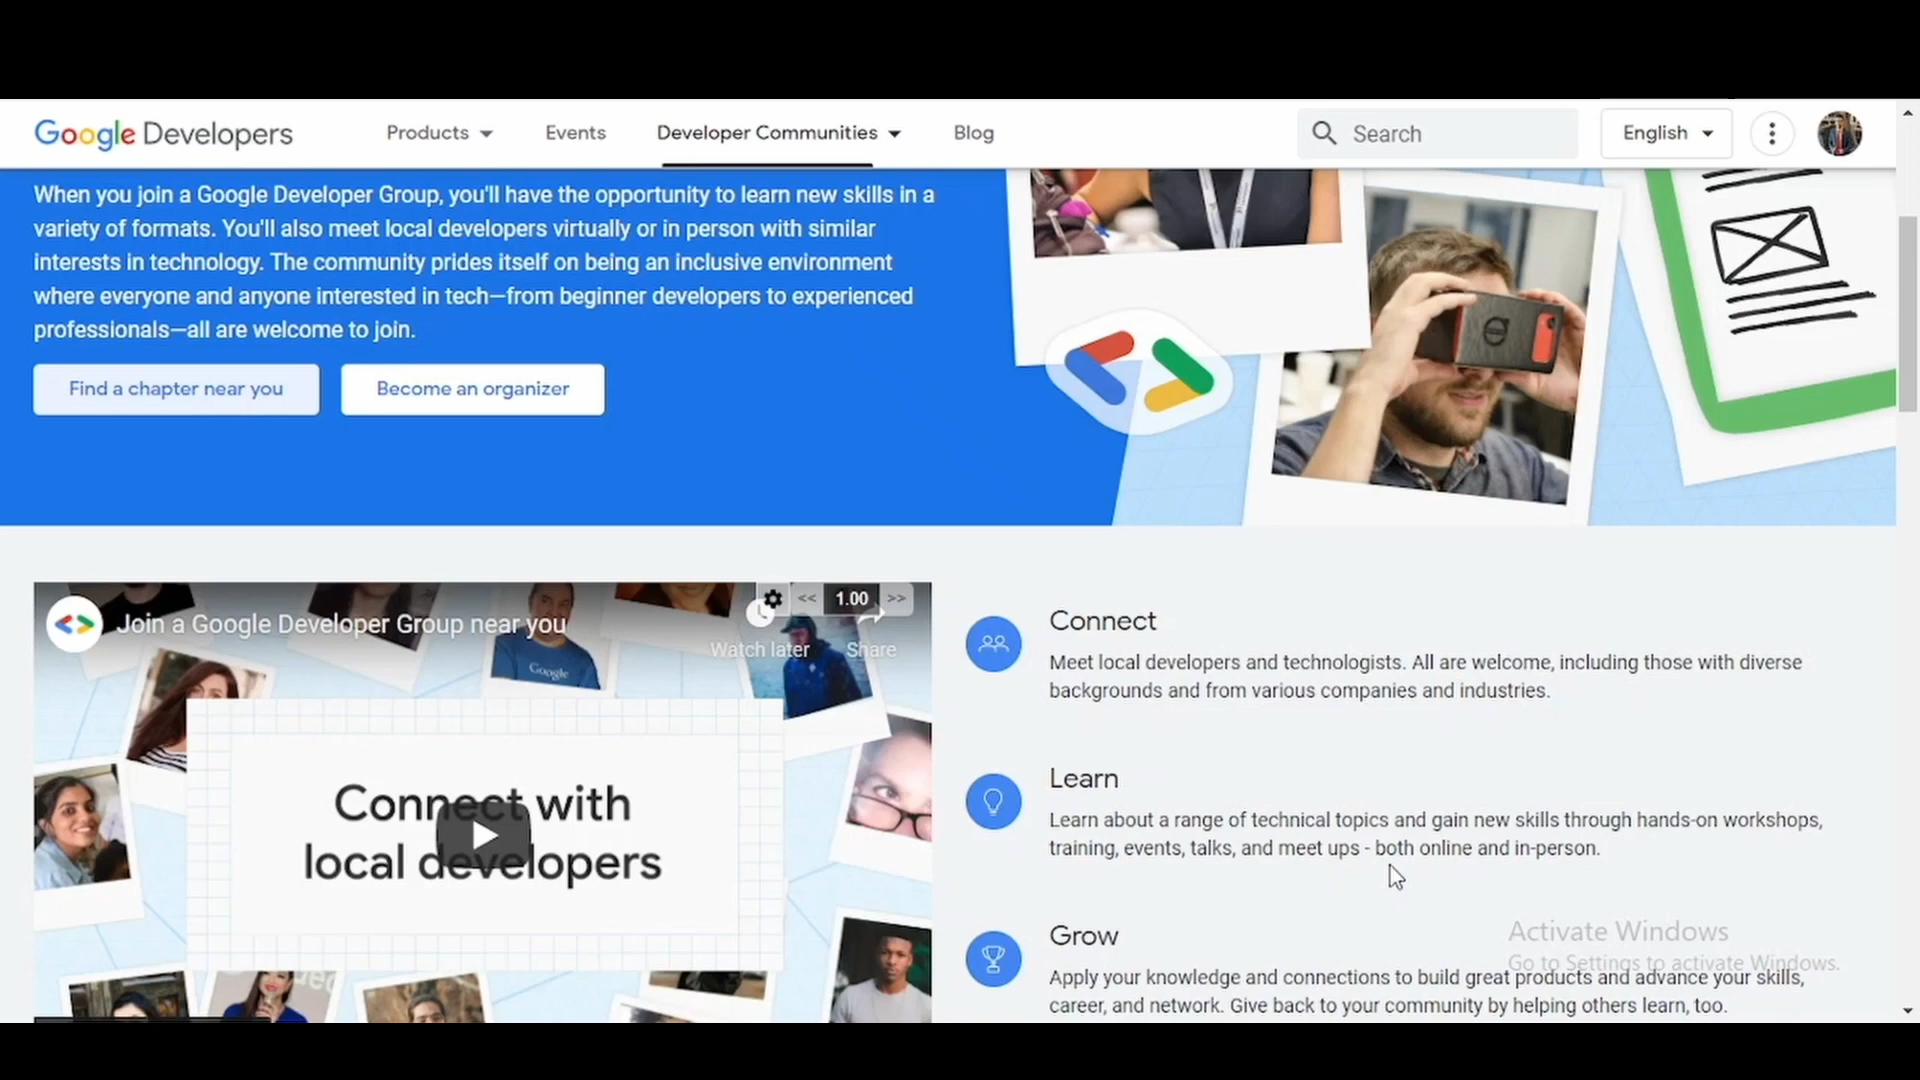 Google Developers
Products
Events
Developer Communities
Blog
Search
English
When you join a Google Developer Group, you'll have the opportunity to learn new skills in a
variety of formats. You'll also meet local developers virtually or in person with similar
interests in technology. The community prides itself on being an inclusive environment
where everyone and anyone interested in tech—from beginner developers to experienced
professionals—all are welcome to join.
Find a chapter near you
Become an organizer
Join a Google Developer Group near you
<< 1.00 >>
Watch later
Share
Google
Connect with
local developers
Connect
Meet local developers and technologists. All are welcome, including those with diverse
backgrounds and from various companies and industries.
Learn
Learn about a range of technical topics and gain new skills through hands-on workshops,
training, events, talks, and meet ups - both online and in-person.
Grow
Apply your knowledge and connections to build great products and advance your skills,
career, and network. Give back to your community by helping others learn, too.
Activate Windows
Go to Settings to activate Windows.